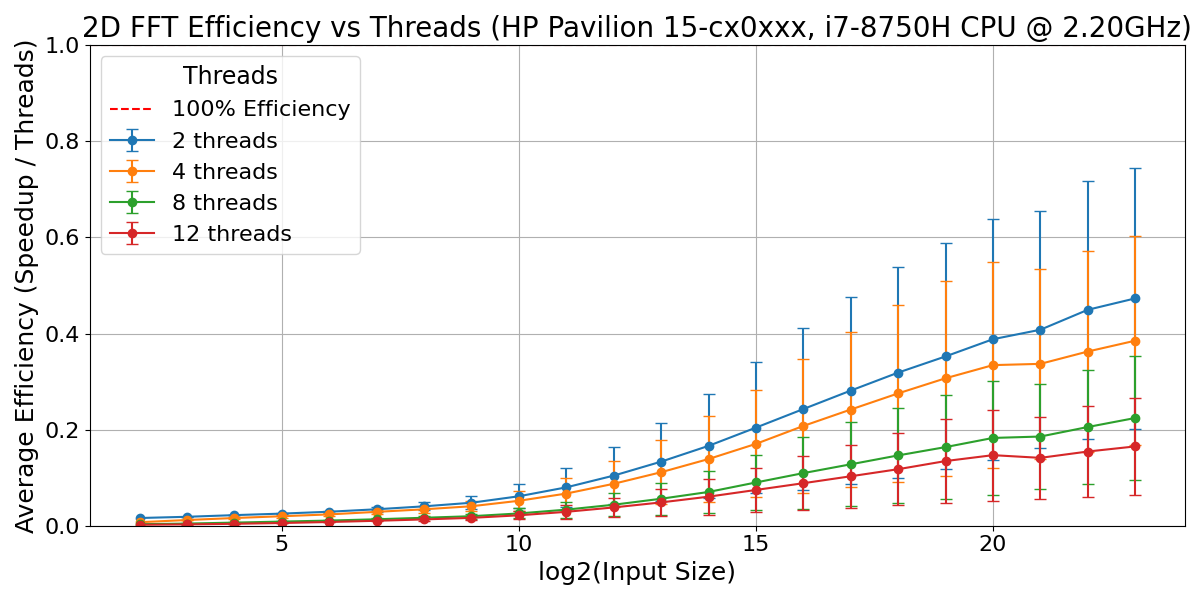 2D FFT Efficiency vs Threads (HP Pavilion 15-cx0xxx, i7-8750H CPU @ 2.20GHz)
Average Efficiency (Speedup / Threads)
1.0
0.8
0.6
0.4
0.2
0.0
Threads
100% Efficiency
2 threads
4 threads
8 threads
12 threads
5
10
15
20
log2(Input Size)